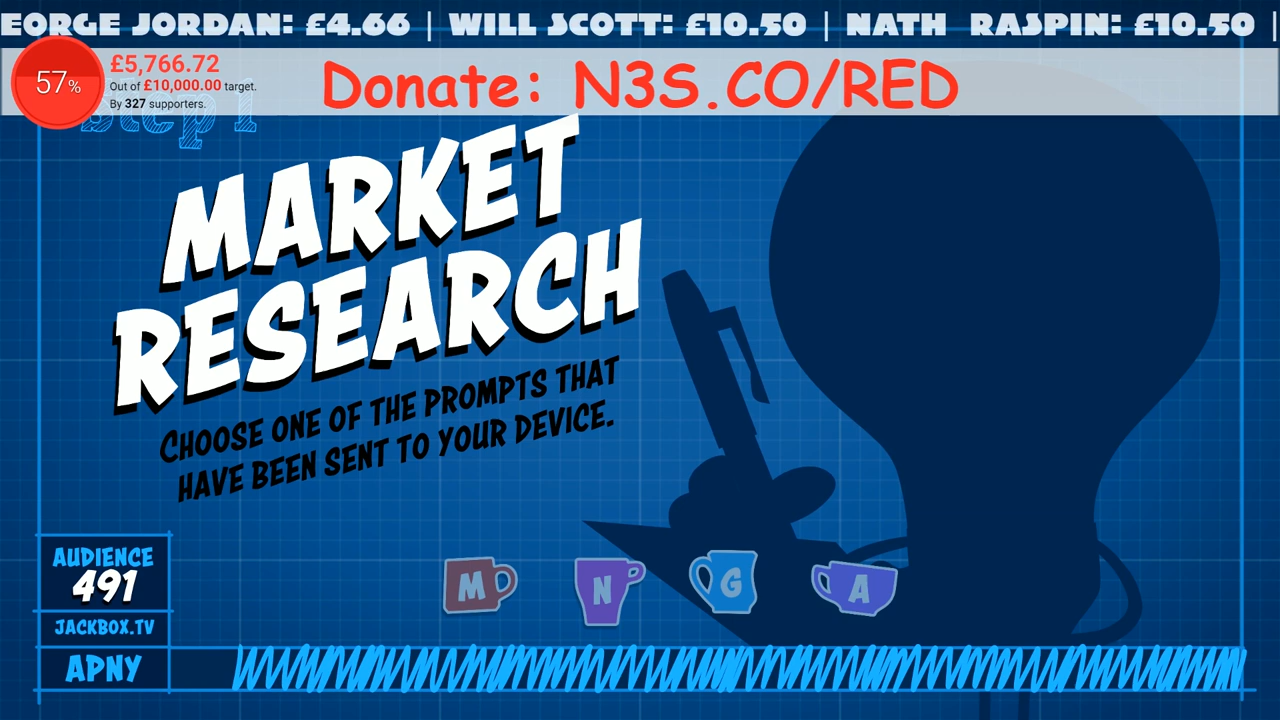 EORGE JORDAN: £4.66 | WILL SCOTT: £10.50 | NATH RASPIN: £10.50 |
57%
£5,766.72
Out of £10,000.00 target.
By 327 supporters.
Donate: N3S.CO/RED
Step 1
MARKET
RESEARCH
CHOOSE ONE OF THE PROMPTS THAT
HAVE BEEN SENT TO YOUR DEVICE.
M N G A
AUDIENCE
491
JACKBOX.TV
APNY